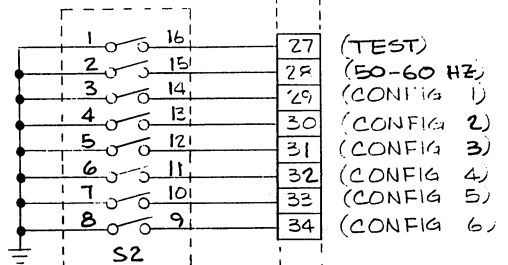 1 16 27 (TEST)
2 15 28 (50-60 HZ)
3 14 29 (CONFIG 1)
4 13 30 (CONFIG 2)
5 12 31 (CONFIG 3)
6 11 32 (CONFIG 4)
7 10 33 (CONFIG 5)
8 9 34 (CONFIG 6)
S2